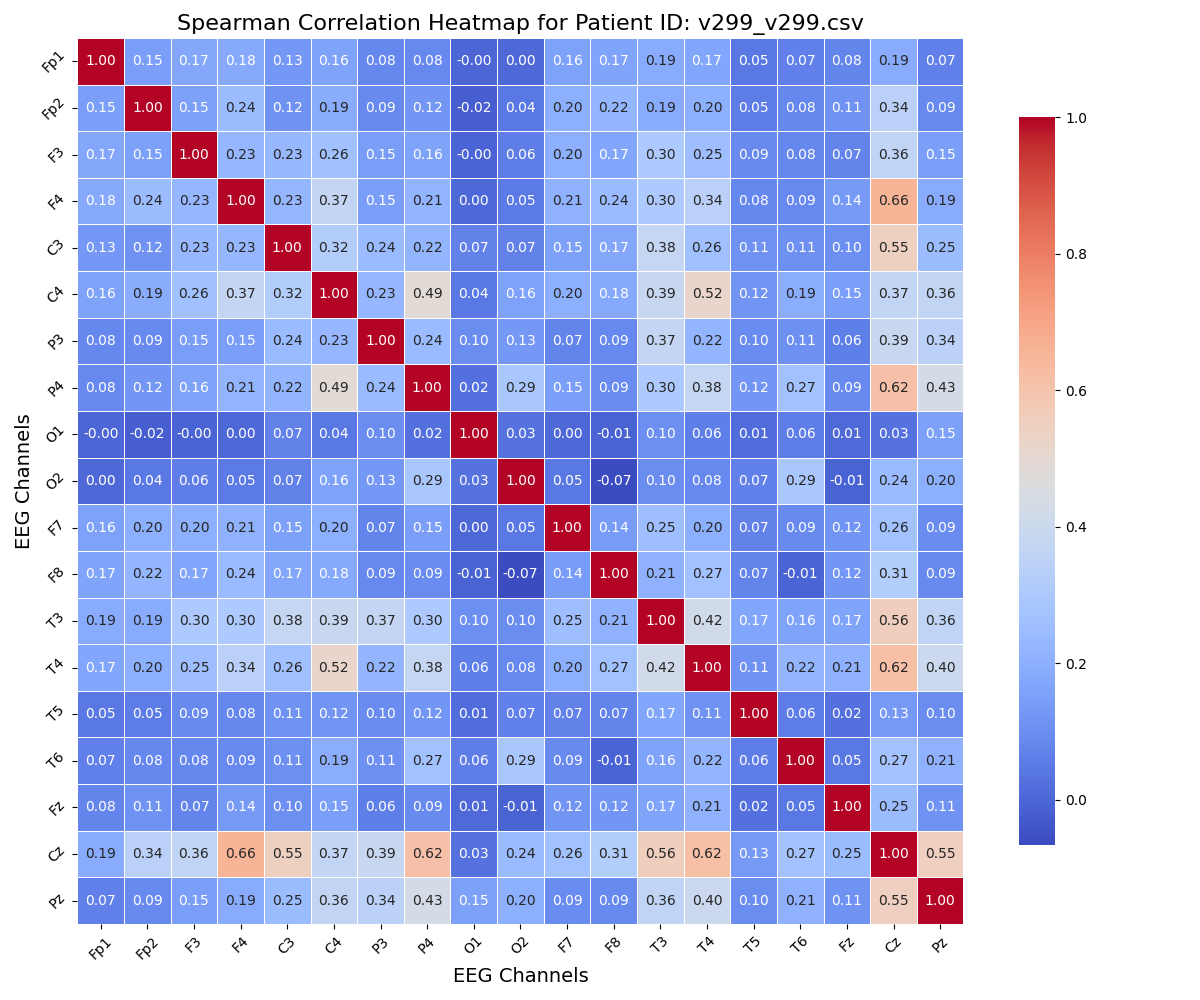 Spearman Correlation Heatmap for Patient ID: v299_v299.csv
Fp1 1.00 0.15 0.17 0.18 0.13 0.16 0.08 0.08 -0.00 0.00 0.16 0.17 0.19 0.17 0.05 0.07 0.08 0.19 0.07
Fp2 0.15 1.00 0.15 0.24 0.12 0.19 0.09 0.12 -0.02 0.04 0.20 0.22 0.19 0.20 0.05 0.08 0.11 0.34 0.09
F3 0.17 0.15 1.00 0.23 0.23 0.26 0.15 0.16 -0.00 0.06 0.20 0.17 0.30 0.25 0.09 0.08 0.07 0.36 0.15
F4 0.18 0.24 0.23 1.00 0.23 0.37 0.15 0.21 0.00 0.05 0.21 0.24 0.30 0.34 0.08 0.09 0.14 0.66 0.19
C3 0.13 0.12 0.23 0.23 1.00 0.32 0.24 0.22 0.07 0.07 0.15 0.17 0.38 0.26 0.11 0.11 0.10 0.55 0.25
C4 0.16 0.19 0.26 0.37 0.32 1.00 0.23 0.49 0.04 0.16 0.20 0.18 0.39 0.52 0.12 0.19 0.15 0.37 0.36
P3 0.08 0.09 0.15 0.15 0.24 0.23 1.00 0.24 0.10 0.13 0.07 0.09 0.37 0.22 0.10 0.11 0.06 0.39 0.34
P4 0.08 0.12 0.16 0.21 0.22 0.49 0.24 1.00 0.02 0.29 0.15 0.09 0.30 0.38 0.12 0.27 0.09 0.62 0.43
O1 -0.00 -0.02 -0.00 0.00 0.07 0.04 0.10 0.02 1.00 0.03 0.00 -0.01 0.10 0.06 0.01 0.06 0.01 0.03 0.15
O2 0.00 0.04 0.06 0.05 0.07 0.16 0.13 0.29 0.03 1.00 0.05 -0.07 0.10 0.08 0.07 0.29 -0.01 0.24 0.20
F7 0.16 0.20 0.20 0.21 0.15 0.20 0.07 0.15 0.00 0.05 1.00 0.14 0.25 0.20 0.07 0.09 0.12 0.26 0.09
F8 0.17 0.22 0.17 0.24 0.17 0.18 0.09 0.09 -0.01 -0.07 0.14 1.00 0.21 0.27 0.07 -0.01 0.12 0.31 0.09
T3 0.19 0.19 0.30 0.30 0.38 0.39 0.37 0.30 0.10 0.10 0.25 0.21 1.00 0.42 0.17 0.16 0.17 0.56 0.36
T4 0.17 0.20 0.25 0.34 0.26 0.52 0.22 0.38 0.06 0.08 0.20 0.27 0.42 1.00 0.11 0.22 0.21 0.62 0.40
T5 0.05 0.05 0.09 0.08 0.11 0.12 0.10 0.12 0.01 0.07 0.07 0.07 0.17 0.11 1.00 0.06 0.02 0.13 0.10
T6 0.07 0.08 0.08 0.09 0.11 0.19 0.11 0.27 0.06 0.29 0.09 -0.01 0.16 0.22 0.06 1.00 0.05 0.27 0.21
Fz 0.08 0.11 0.07 0.14 0.10 0.15 0.06 0.09 0.01 -0.01 0.12 0.12 0.17 0.21 0.02 0.05 1.00 0.25 0.11
Cz 0.19 0.34 0.36 0.66 0.55 0.37 0.39 0.62 0.03 0.24 0.26 0.31 0.56 0.62 0.13 0.27 0.25 1.00 0.55
Pz 0.07 0.09 0.15 0.19 0.25 0.36 0.34 0.43 0.15 0.20 0.09 0.09 0.36 0.40 0.10 0.21 0.11 0.55 1.00
Fp1 Fp2 F3 F4 C3 C4 P3 P4 O1 O2 F7 F8 T3 T4 T5 T6 Fz Cz Pz
EEG Channels
EEG Channels
1.0
0.8
0.6
0.4
0.2
0.0